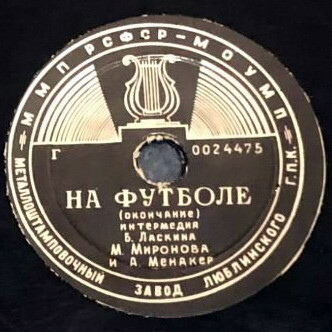 ММП РСФСР-МОУМП
Г 0024475
НА ФУТБОЛЕ
(окончание)
интермедия
Б. Ласкина
М. Миронова
и А. Менакер
МЕТАЛЛОШТАМПОВОЧНЫЙ ЗАВОД ЛЮБЛИНСКОГО Г.П.К.